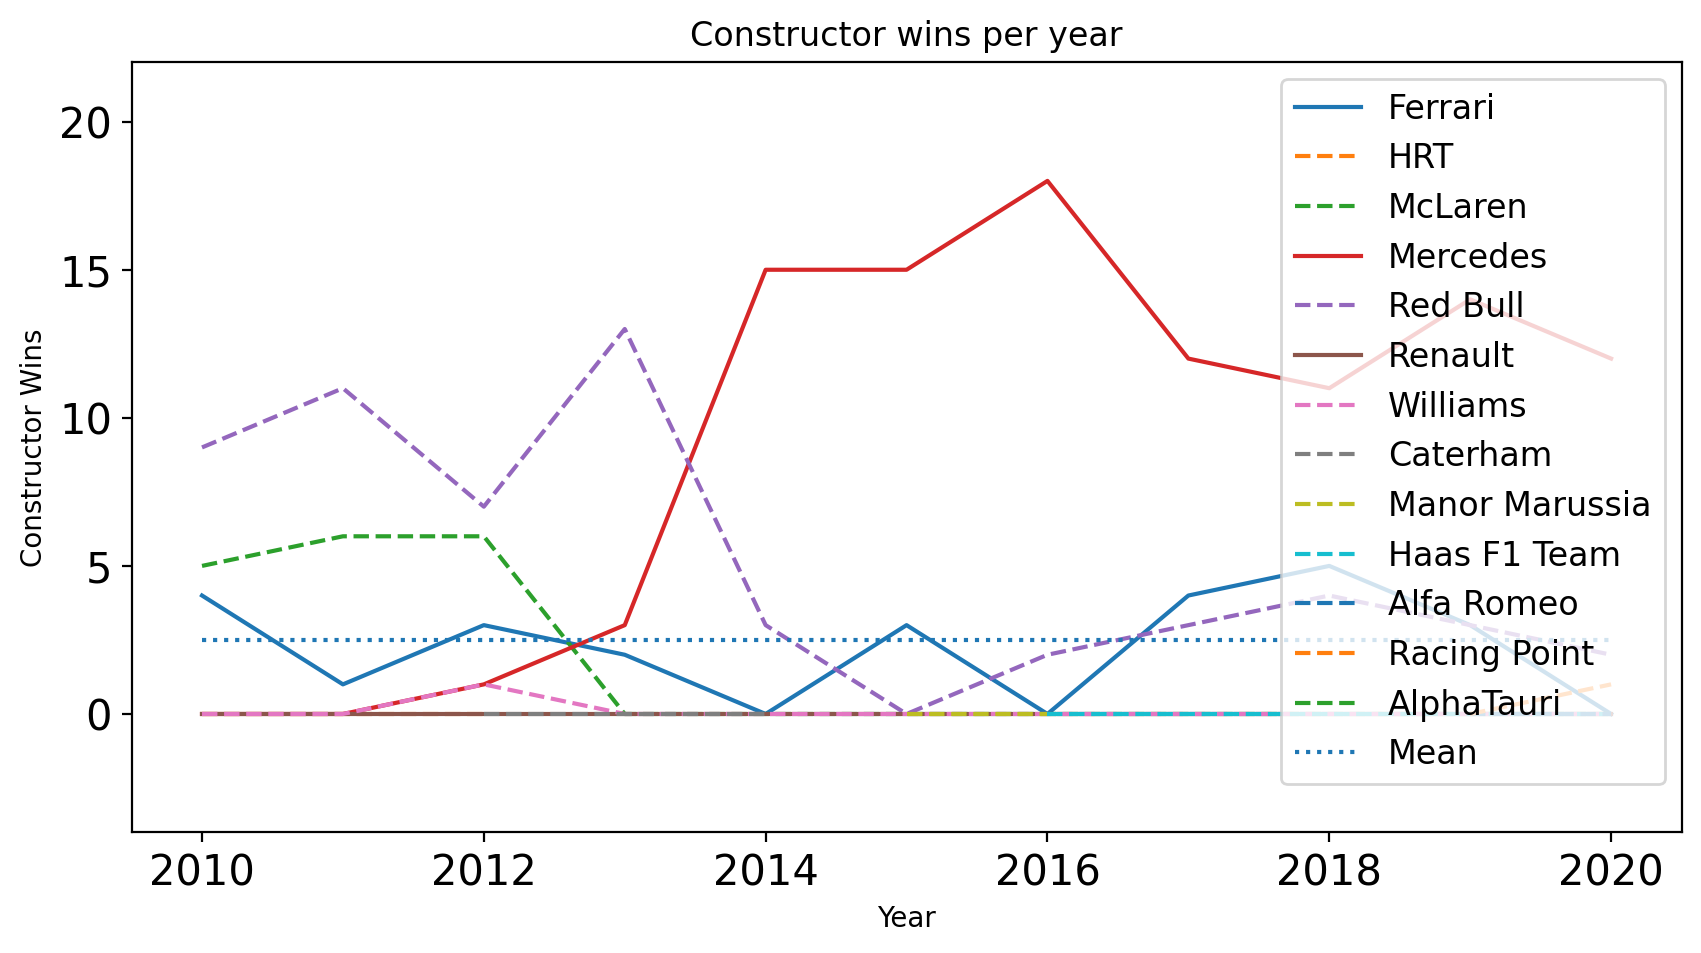 Constructor wins per year
Constructor Wins
20
15
10
5
0
2010 2012 2014 2016 2018 2020
Year
Ferrari
HRT
McLaren
Mercedes
Red Bull
Renault
Williams
Caterham
Manor Marussia
Haas F1 Team
Alfa Romeo
Racing Point
AlphaTauri
Mean